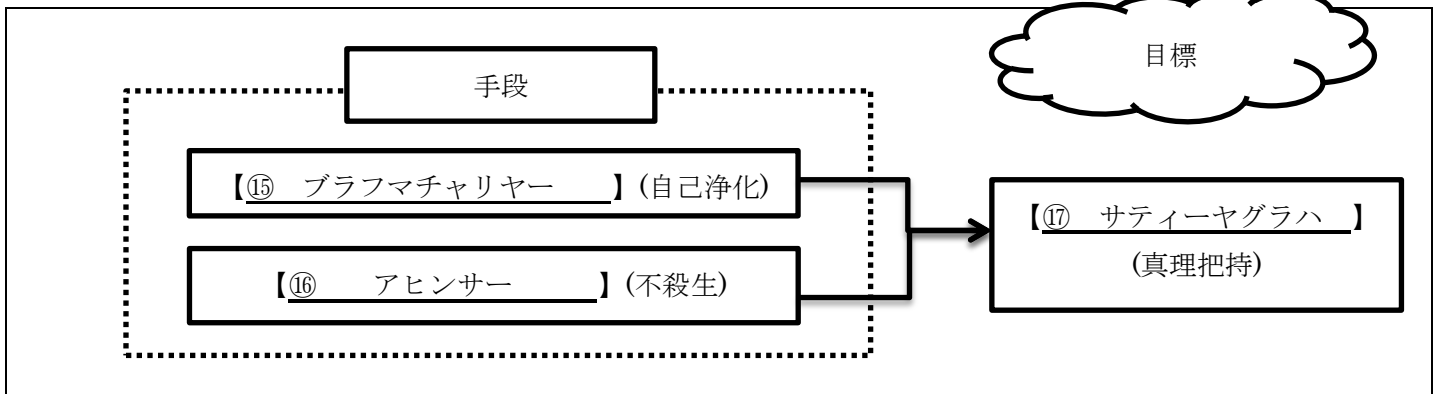 目標
手段
【⑮ ブラフマチャリヤー 】(自己浄化)
【⑯ アヒンサー 】(不殺生)
【⑰ サティーヤグラハ 】
(真理把持)